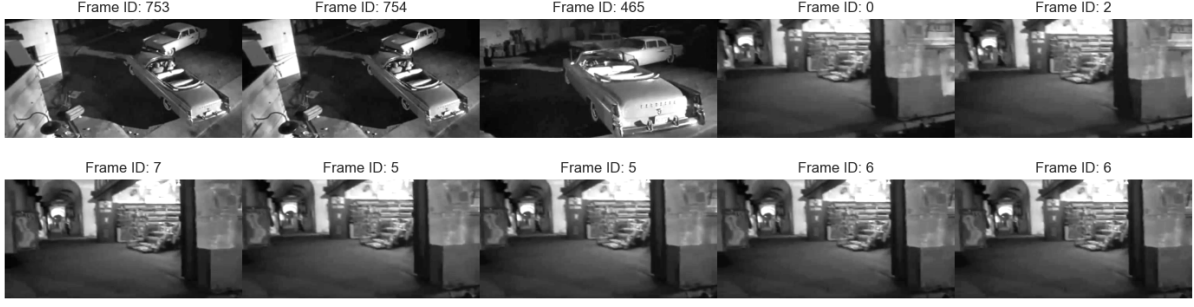 Frame ID: 753
Frame ID: 754
Frame ID: 465
Frame ID: 0
Frame ID: 2
Frame ID: 7
Frame ID: 5
Frame ID: 5
Frame ID: 6
Frame ID: 6